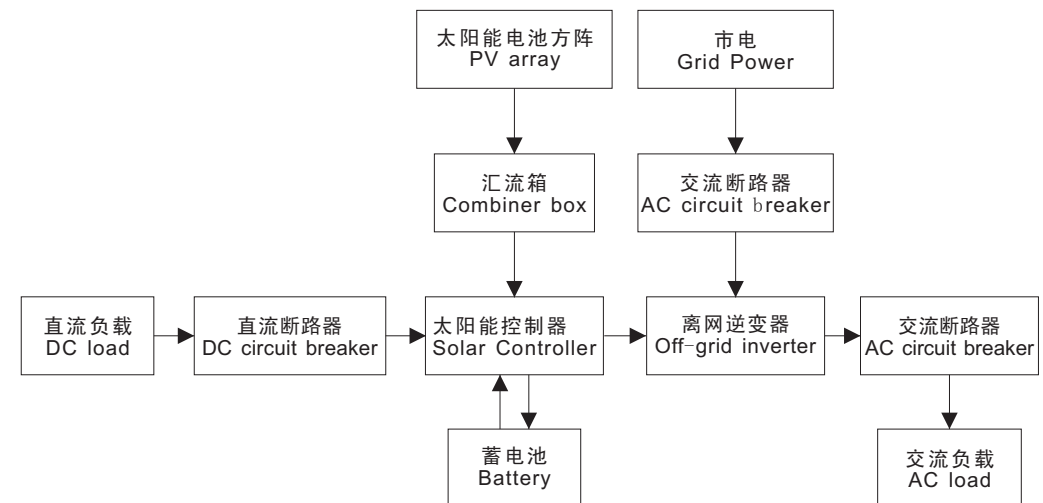 太阳能电池方阵
PV array
市电
Grid Power
汇流箱
Combiner box
交流断路器
AC circuit breaker
直流负载
DC load
直流断路器
DC circuit breaker
太阳能控制器
Solar Controller
离网逆变器
Off-grid inverter
交流断路器
AC circuit breaker
蓄电池
Battery
交流负载
AC load